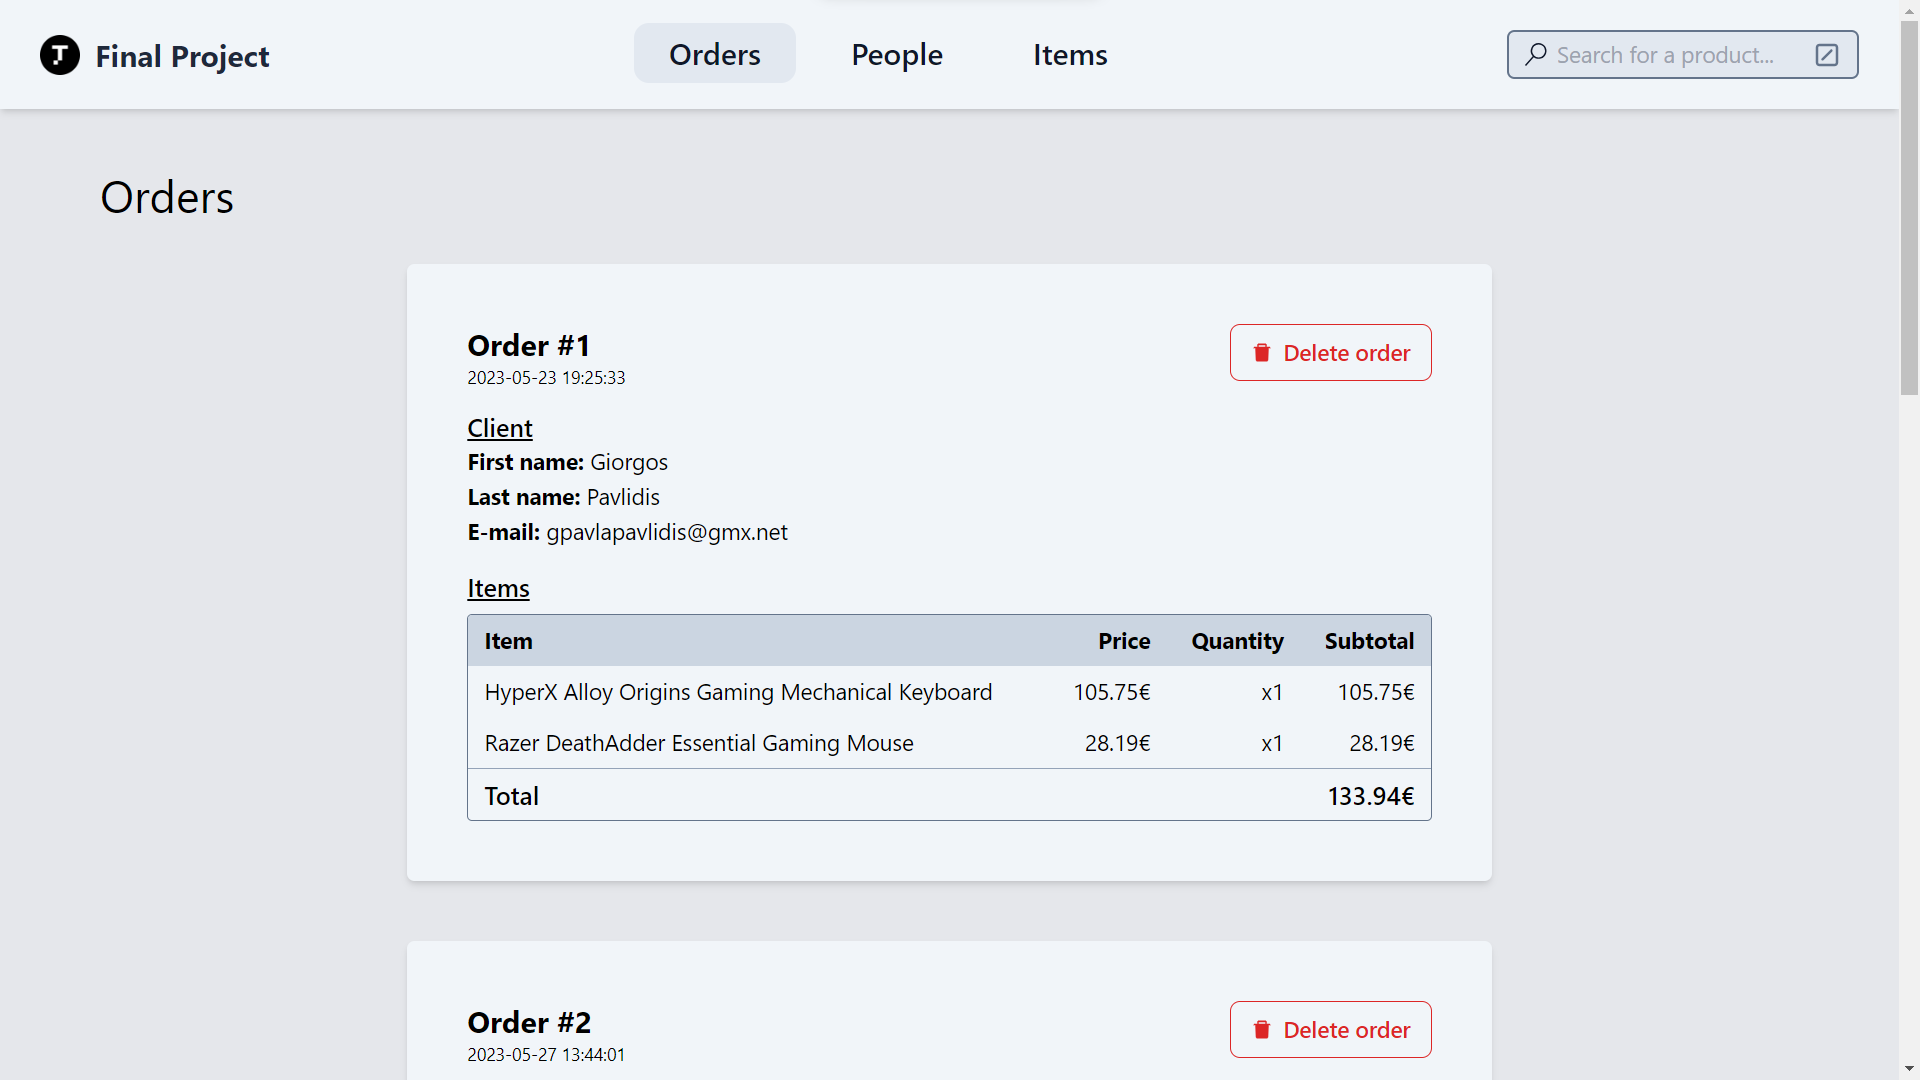 Final Project
Orders
People
Items
Search for a product...
Orders
Order #1
Delete order
2023-05-23 19:25:33
Client
First name: Giorgos
Last name: Pavlidis
E-mail: gpavlapavlidis@gmx.net
Items
Item Price Quantity Subtotal
HyperX Alloy Origins Gaming Mechanical Keyboard 105.75€ x1 105.75€
Razer DeathAdder Essential Gaming Mouse 28.19€ x1 28.19€
Total 133.94€
Order #2
Delete order
2023-05-27 13:44:01